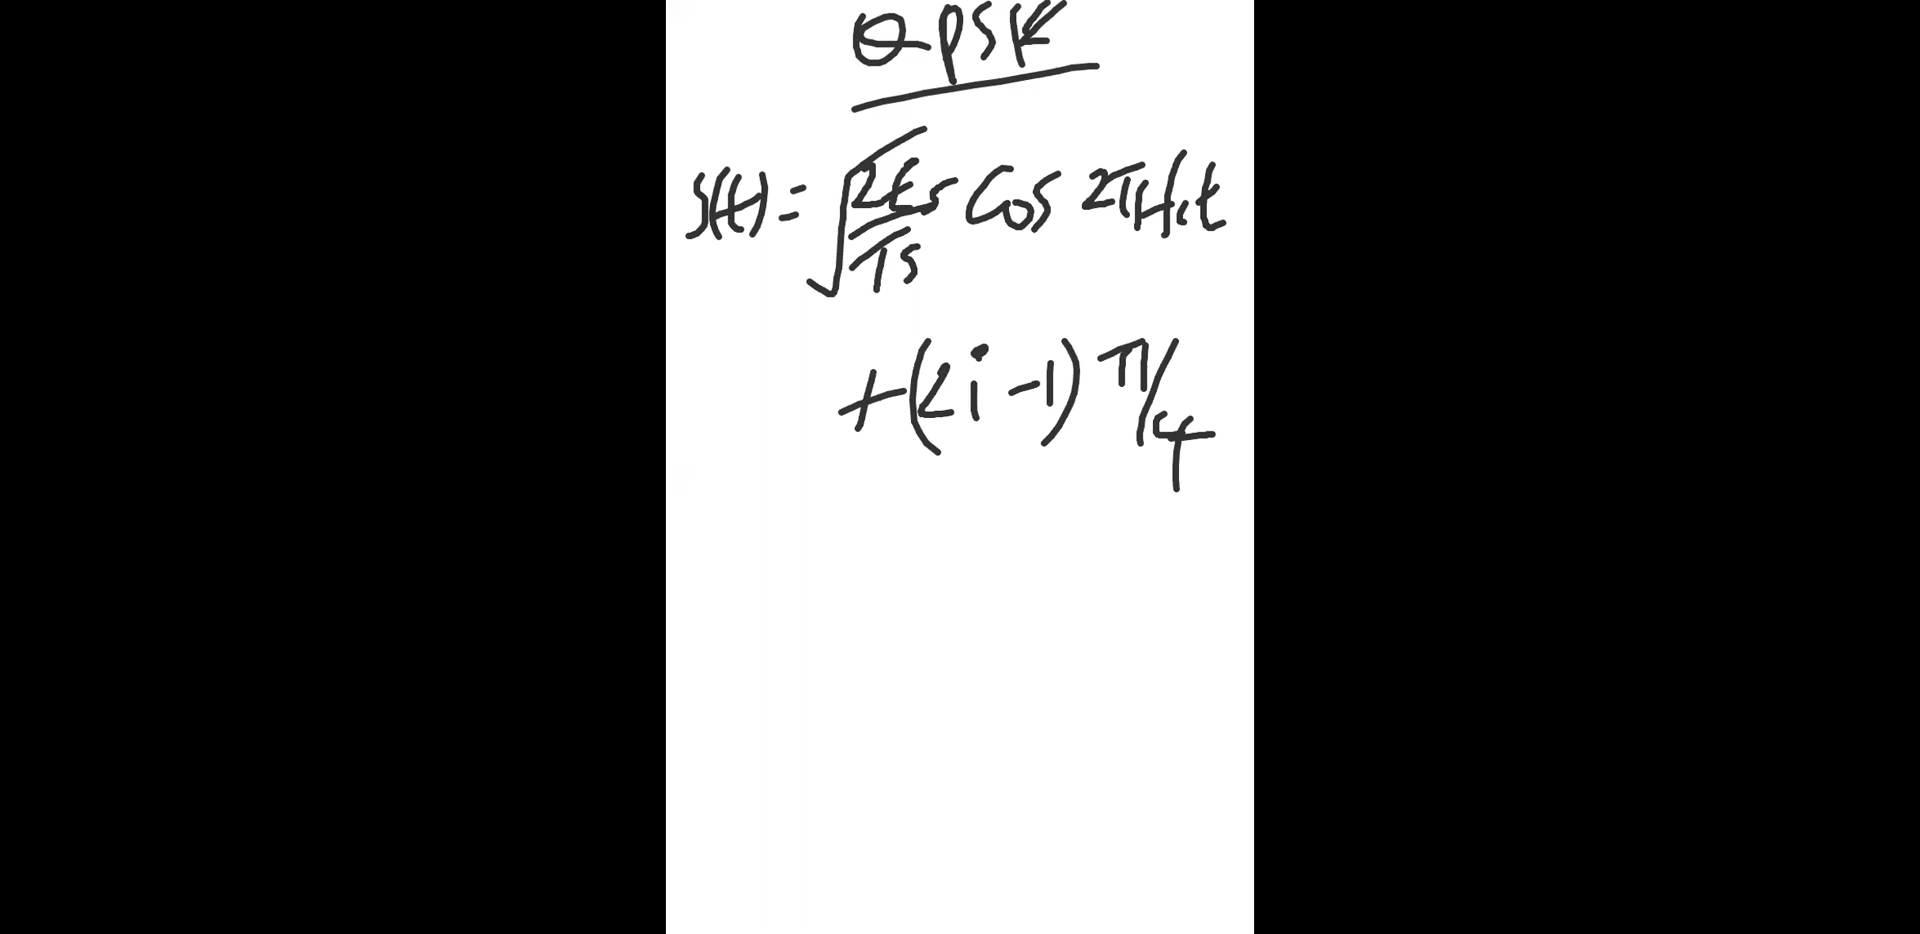 QPSK
s(t) = √(2Es/Ts) Cos 2πfct
+(2i-1)π/4